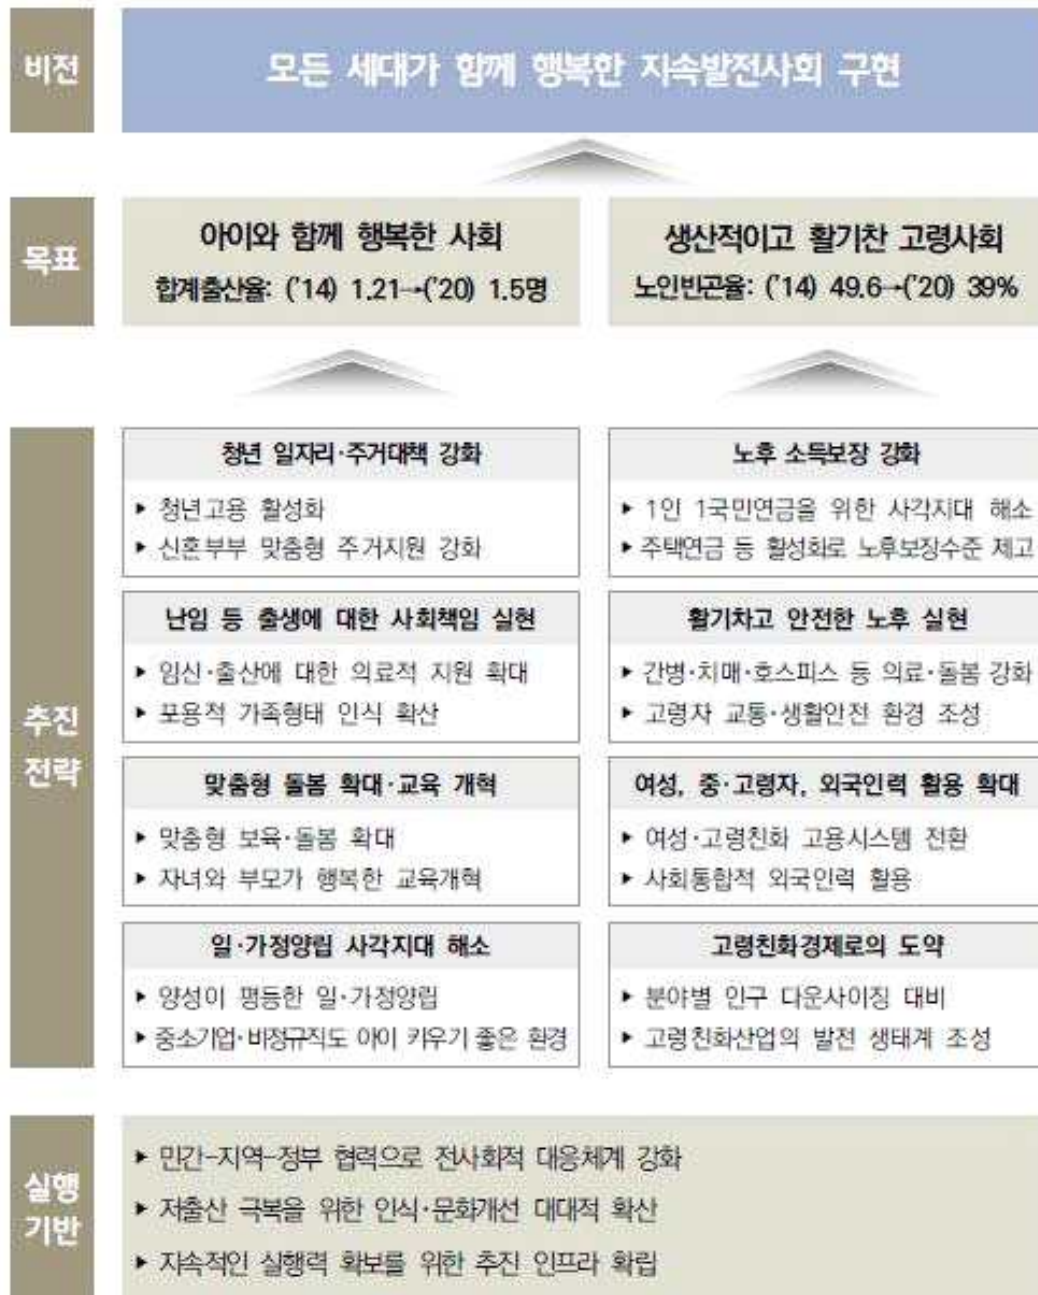 비전
모든 세대가 함께 행복한 지속발전사회 구현
목표
아이와 함께 행복한 사회
합계출산율: ('14) 1.21→('20) 1.5명
생산적이고 활기찬 고령사회
노인빈곤율: ('14) 49.6→('20) 39%
추진
전략
청년 일자리·주거대책 강화
▸ 청년고용 활성화
▸ 신혼부부 맞춤형 주거지원 강화
난임 등 출생에 대한 사회책임 실현
▸ 임신·출산에 대한 의료적 지원 확대
▸ 포용적 가족형태 인식 확산
맞춤형 돌봄 확대·교육 개혁
▸ 맞춤형 보육·돌봄 확대
▸ 자녀와 부모가 행복한 교육개혁
일·가정양립 사각지대 해소
▸ 양성이 평등한 일·가정양립
▸ 중소기업·비정규직도 아이 키우기 좋은 환경
노후 소득보장 강화
▸ 1인 1국민연금을 위한 사각지대 해소
▸ 주택연금 등 활성화로 노후보장수준 제고
활기차고 안전한 노후 실현
▸ 간병·치매·호스피스 등 의료·돌봄 강화
▸ 고령자 교통·생활안전 환경 조성
여성, 중·고령자, 외국인력 활용 확대
▸ 여성·고령친화 고용시스템 전환
▸ 사회통합적 외국인력 활용
고령친화경제로의 도약
▸ 분야별 인구 다운사이징 대비
▸ 고령친화산업의 발전 생태계 조성
실행
기반
▸ 민간-지역-정부 협력으로 전사회적 대응체계 강화
▸ 저출산 극복을 위한 인식·문화개선 대대적 확산
▸ 지속적인 실행력 확보를 위한 추진 인프라 확립